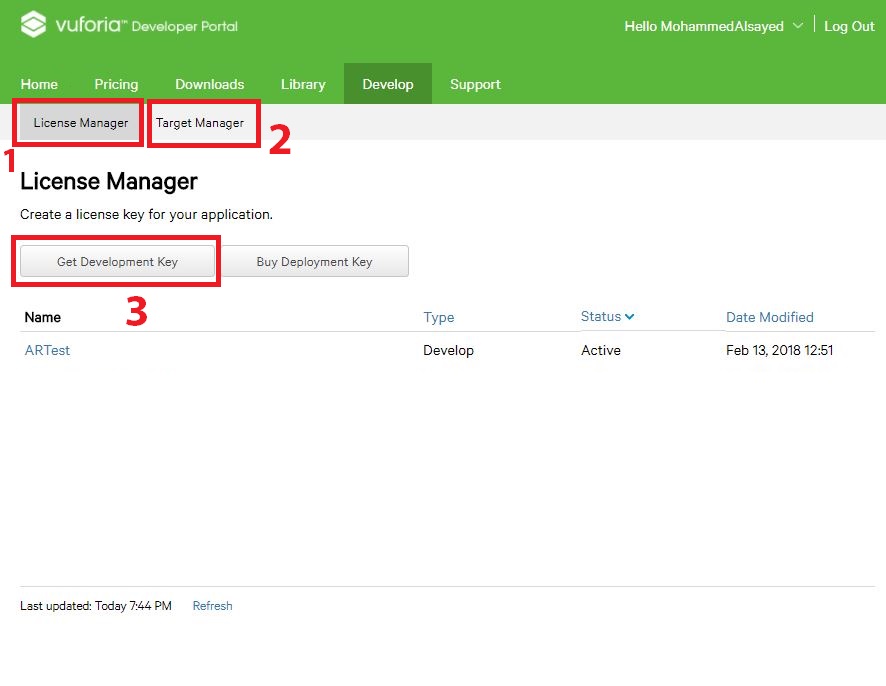 vuforia™ Developer Portal
Hello MohammedAlsayed
Log Out
Home Pricing Downloads Library Develop Support
License Manager Target Manager
2
1
License Manager
Create a license key for your application.
Get Development Key Buy Deployment Key
3
Name Type Status Date Modified
ARTest Develop Active Feb 13, 2018 12:51
Last updated: Today 7:44 PM Refresh